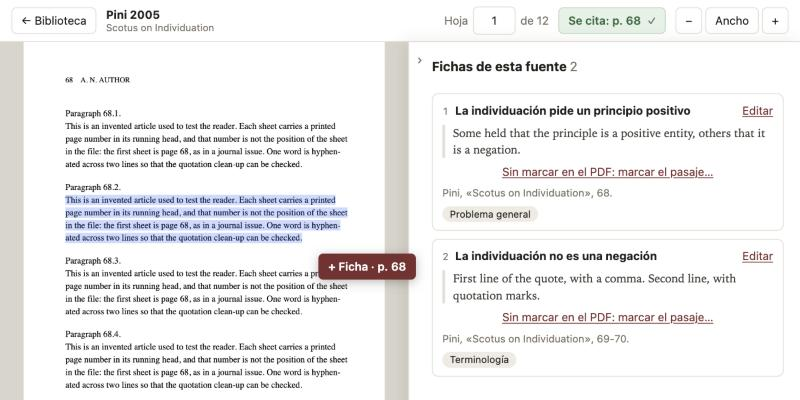 ← Biblioteca
Pini 2005
Scotus on Individuation
Hoja 1 de 12
Se cita: p. 68 ✓
− Ancho +
68 A. N. AUTHOR
Paragraph 68.1.
This is an invented article used to test the reader. Each sheet carries a printed
page number in its running head, and that number is not the position of the sheet
in the file: the first sheet is page 68, as in a journal issue. One word is hyphen-
ated across two lines so that the quotation clean-up can be checked.
Paragraph 68.2.
This is an invented article used to test the reader. Each sheet carries a printed
page number in its running head, and that number is not the position of the sheet
in the file: the first sheet is page 68, as in a journal issue. One word is hyphen-
ated across two lines so that the quotation clean-up can be checked.
+ Ficha · p. 68
Paragraph 68.3.
This is an invented article used to test the reader. Each sheet carries a
page number in its running head, and that number is not the position of the sheet
in the file: the first sheet is page 68, as in a journal issue. One word is hyphen-
ated across two lines so that the quotation clean-up can be checked.
Paragraph 68.4.
This is an invented article used to test the reader. Each sheet carries a printed
page number in its running head, and that number is not the position of the sheet
in the file: the first sheet is page 68, as in a journal issue. One word is hyphen-
ated across two lines so that the quotation clean-up can be checked.
›
Fichas de esta fuente 2
1 La individuación pide un principio positivo
Editar
Some held that the principle is a positive entity, others that it
is a negation.
Sin marcar en el PDF: marcar el pasaje...
Pini, «Scotus on Individuation», 68.
Problema general
2 La individuación no es una negación
Editar
First line of the quote, with a comma. Second line, with
quotation marks.
Sin marcar en el PDF: marcar el pasaje...
Pini, «Scotus on Individuation», 69-70.
Terminología